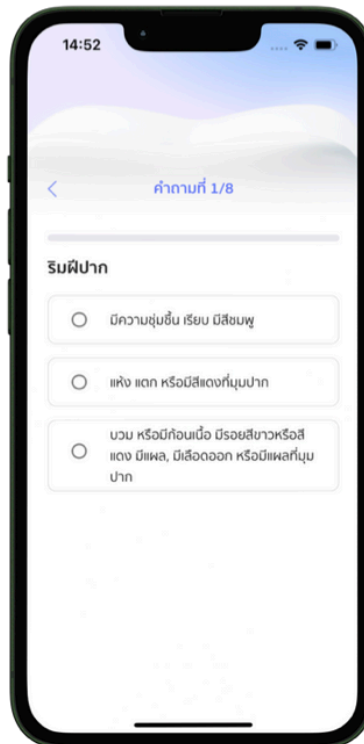 14:52
คำถามที่ 1/8
ริมฝีปาก
มีความชุ่มชื้น เรียบ มีสีชมพู
แห้ง แตก หรือมีสีแดงที่มุมปาก
บวม หรือมีก้อนเนื้อ มีรอยสีขาวหรือสี
แดง มีแผล, มีเลือดออก หรือมีแผลที่มุม
ปาก